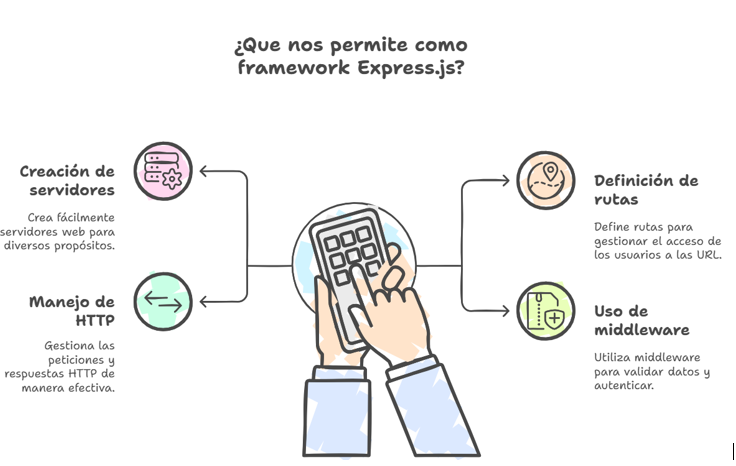 ¿Que nos permite como
framework Express.js?
Creación de
servidores
Crea fácilmente
servidores web para
diversos propósitos.
Manejo de
HTTP
Gestiona las
peticiones y
respuestas HTTP de
manera efectiva.
Definición de
rutas
Define rutas para
gestionar el acceso de
los usuarios a las URL.
Uso de
middleware
Utiliza middleware
para validar datos y
autenticar.